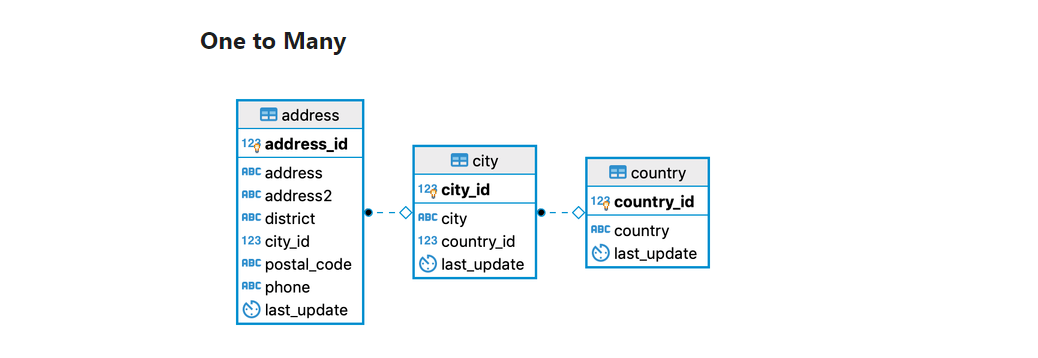 One to Many
address
123 address_id
ABC address
ABC address2
ABC district
123 city_id
ABC postal_code
ABC phone
last_update
city
123 city_id
ABC city
123 country_id
last_update
country
123 country_id
ABC country
last_update